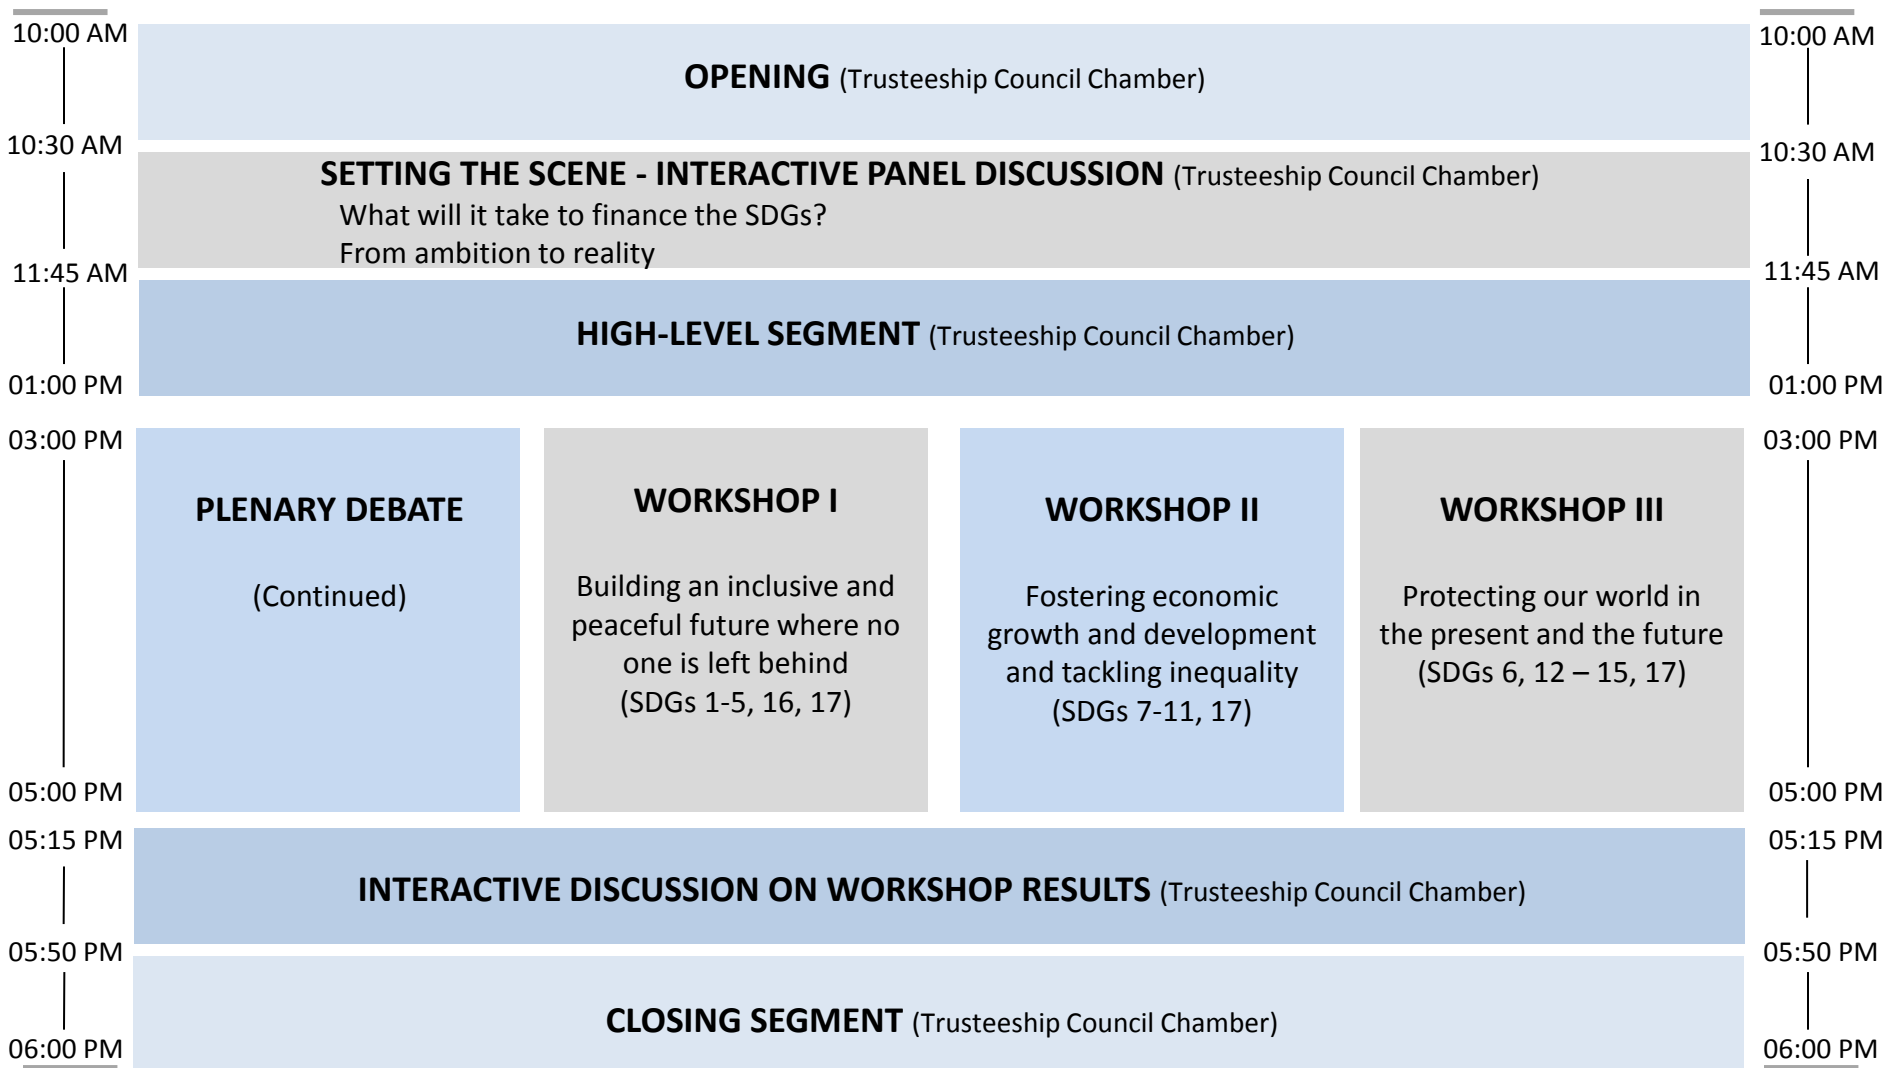 10:00 AM
10:00 AM
OPENING (Trusteeship Council Chamber)
10:30 AM
10:30 AM
SETTING THE SCENE - INTERACTIVE PANEL DISCUSSION (Trusteeship Council Chamber)
What will it take to finance the SDGs?
From ambition to reality
11:45 AM
11:45 AM
HIGH-LEVEL SEGMENT (Trusteeship Council Chamber)
01:00 PM
01:00 PM
03:00 PM
03:00 PM
PLENARY DEBATE
(Continued)
WORKSHOP I
Building an inclusive and
peaceful future where no
one is left behind
(SDGs 1-5, 16, 17)
WORKSHOP II
Fostering economic
growth and development
and tackling inequality
(SDGs 7-11, 17)
WORKSHOP III
Protecting our world in
the present and the future
(SDGs 6, 12 – 15, 17)
05:00 PM
05:00 PM
05:15 PM
05:15 PM
INTERACTIVE DISCUSSION ON WORKSHOP RESULTS (Trusteeship Council Chamber)
05:50 PM
05:50 PM
CLOSING SEGMENT (Trusteeship Council Chamber)
06:00 PM
06:00 PM